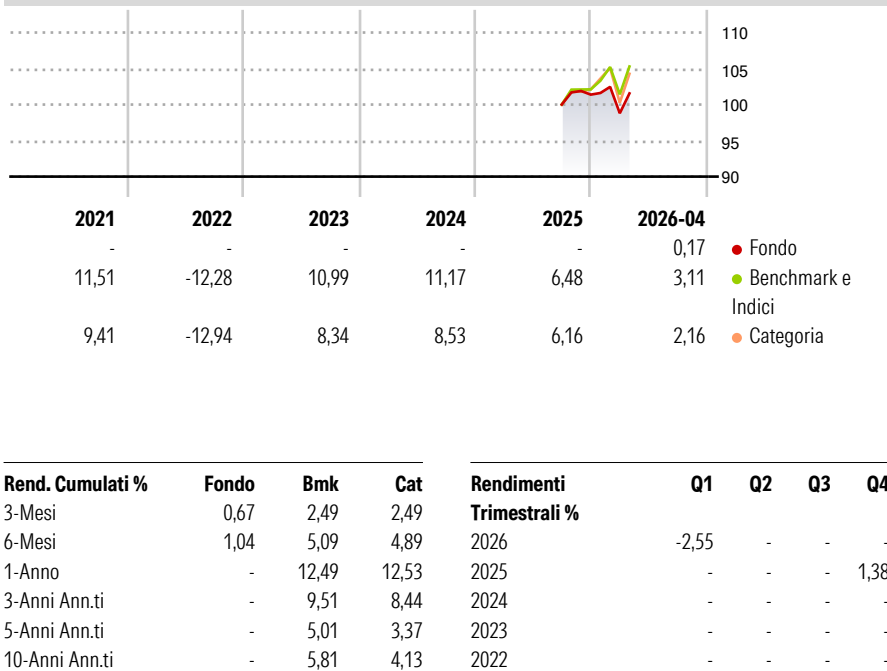 110
105
100
95
90
2021 2022 2023 2024 2025 2026-04
- - - - - 0,17 Fondo
11,51 -12,28 10,99 11,17 6,48 3,11 Benchmark e
Indici
9,41 -12,94 8,34 8,53 6,16 2,16 Categoria
Rend. Cumulati % Fondo Bmk Cat
3-Mesi 0,67 2,49 2,49
6-Mesi 1,04 5,09 4,89
1-Anno - 12,49 12,53
3-Anni Ann.ti - 9,51 8,44
5-Anni Ann.ti - 5,01 3,37
10-Anni Ann.ti - 5,81 4,13
Rendimenti Q1 Q2 Q3 Q4
Trimestrali %
2026 -2,55 - - -
2025 - - - 1,38
2024 - - - -
2023 - - - -
2022 - - - -